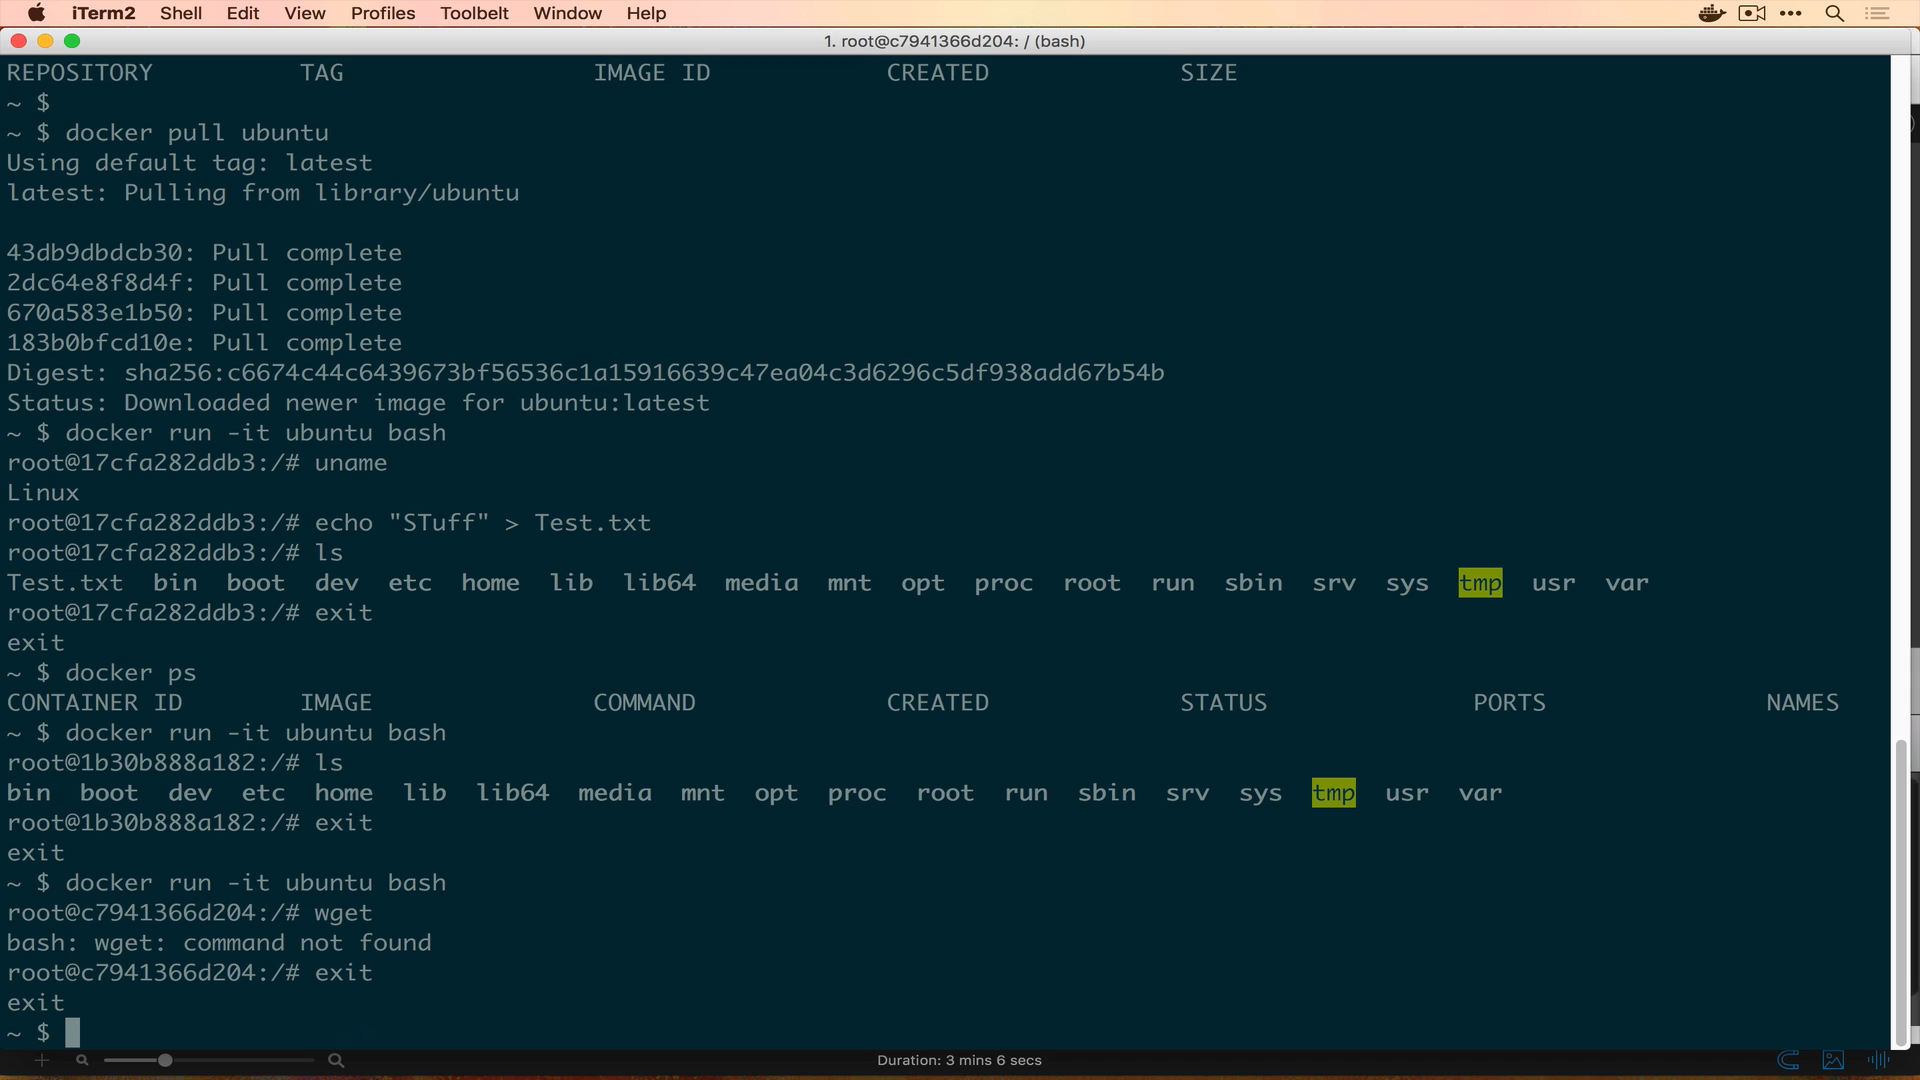 iTerm2 Shell Edit View Profiles Toolbelt Window Help
1. root@c7941366d204: / (bash)
REPOSITORY TAG IMAGE ID CREATED SIZE
~ $
~ $ docker pull ubuntu
Using default tag: latest
latest: Pulling from library/ubuntu
43db9dbdcb30: Pull complete
2dc64e8f8d4f: Pull complete
670a583e1b50: Pull complete
183b0bfcd10e: Pull complete
Digest: sha256:c6674c44c6439673bf56536c1a15916639c47ea04c3d6296c5df938add67b54b
Status: Downloaded newer image for ubuntu:latest
~ $ docker run -it ubuntu bash
root@17cfa282ddb3:/# uname
Linux
root@17cfa282ddb3:/# echo "STuff" > Test.txt
root@17cfa282ddb3:/# ls
Test.txt bin boot dev etc home lib lib64 media mnt opt proc root run sbin srv sys tmp usr var
root@17cfa282ddb3:/# exit
exit
~ $ docker ps
CONTAINER ID IMAGE COMMAND CREATED STATUS PORTS NAMES
~ $ docker run -it ubuntu bash
root@1b30b888a182:/# ls
bin boot dev etc home lib lib64 media mnt opt proc root run sbin srv sys tmp usr var
root@1b30b888a182:/# exit
exit
~ $ docker run -it ubuntu bash
root@c7941366d204:/# wget
bash: wget: command not found
root@c7941366d204:/# exit
exit
~ $
Duration: 3 mins 6 secs